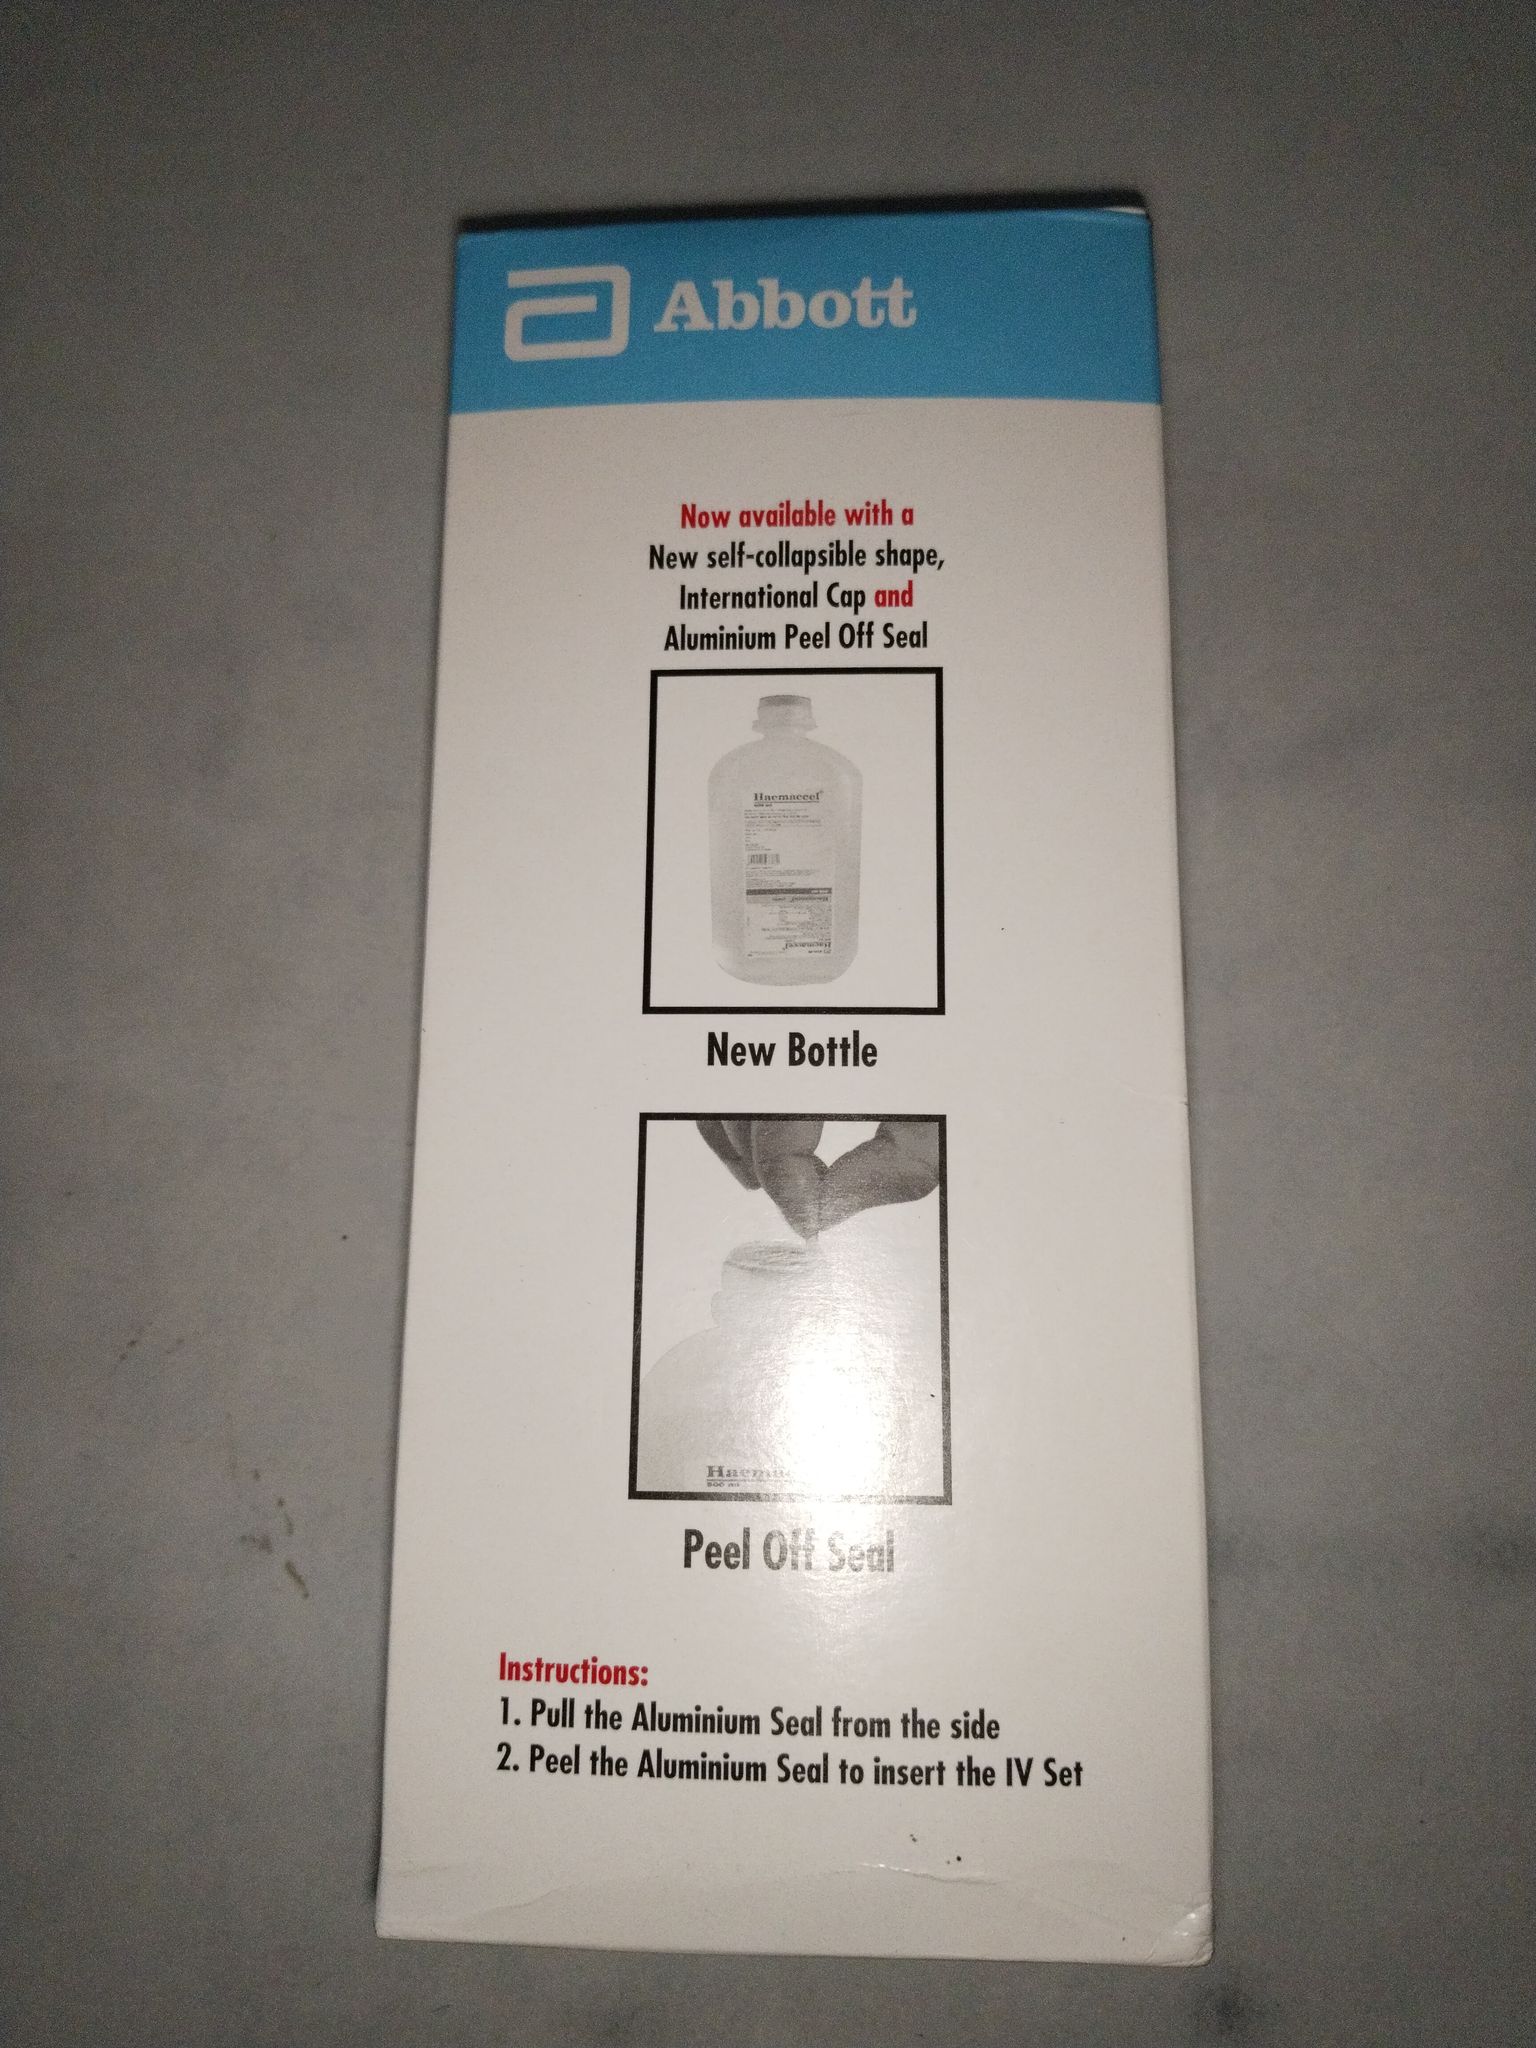 Abbott
Now available with a
New self-collapsible shape,
International Cap and
Aluminium Peel Off Seal
Haemaccel®
New Bottle
Haemac
500 ml
Peel Off Seal
Instructions:
1. Pull the Aluminium Seal from the side
2. Peel the Aluminium Seal to insert the IV Set